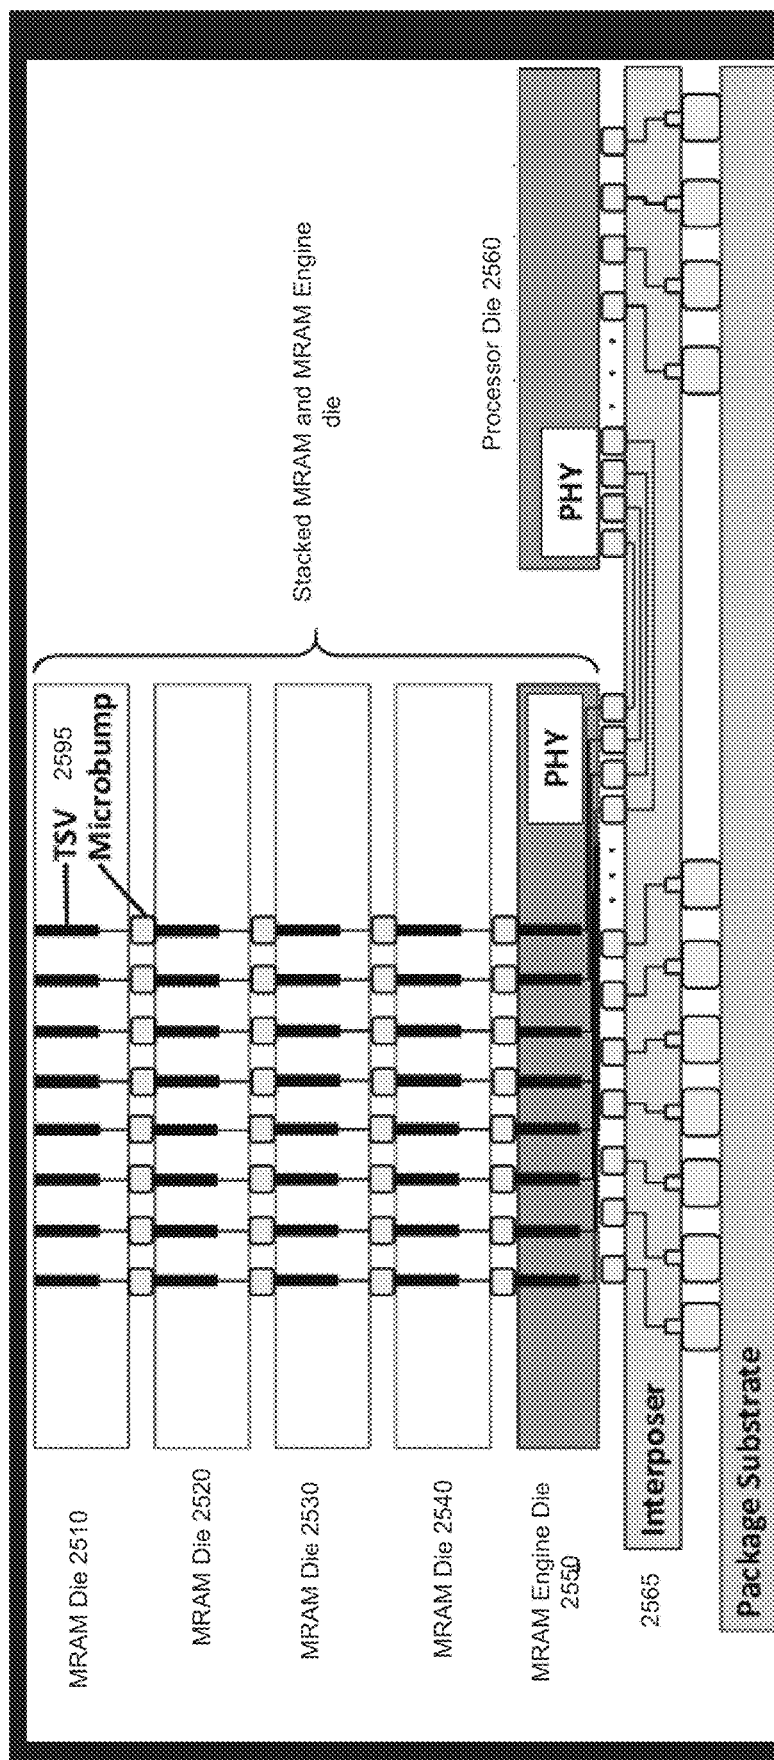 MRAM Die 2510
TSV 2595
Microbump
MRAM Die 2520
MRAM Die 2530
MRAM Die 2540
Stacked MRAM and MRAM Engine
die
MRAM Engine Die
2550
PHY
Processor Die 2560
PHY
2565
Interposer
Package Substrate